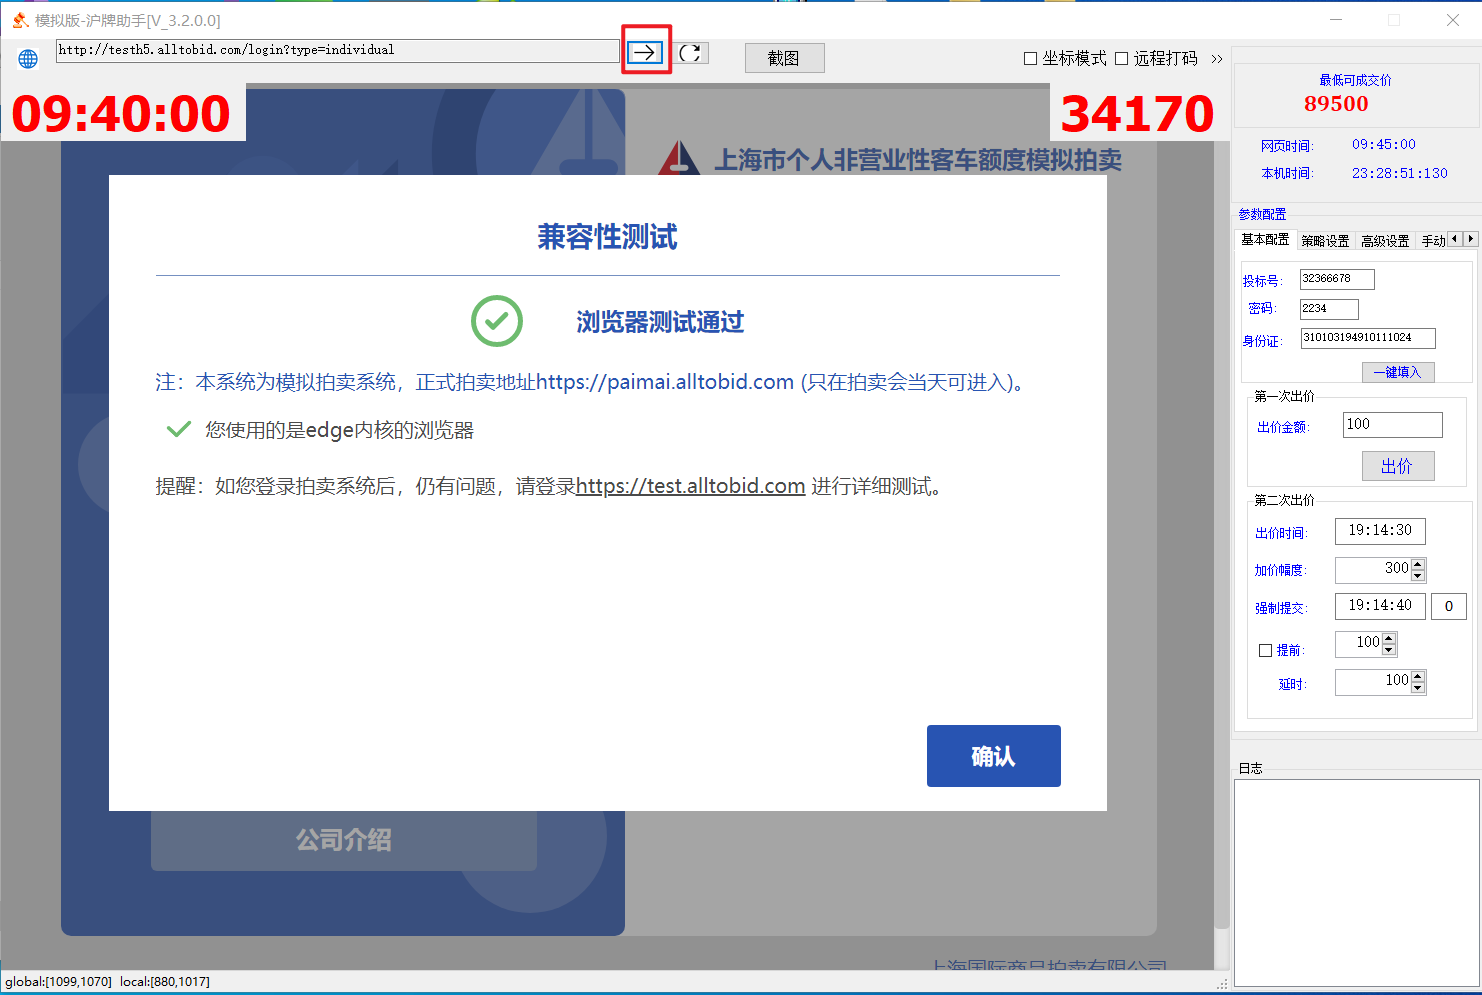 模拟版-沪牌助手[V_3.2.0.0]
http://testh5.alltobid.com/login?type=individual
截图
坐标模式
远程打码
09:40:00
34170
上海市个人非营业性客车额度模拟拍卖
兼容性测试
浏览器测试通过
注：本系统为模拟拍卖系统，正式拍卖地址https://paimai.alltobid.com (只在拍卖会当天可进入)。
您使用的是edge内核的浏览器
提醒：如您登录拍卖系统后，仍有问题，请登录https://test.alltobid.com 进行详细测试。
确认
公司介绍
上海国际商品拍卖有限公司
global:[1099,1070] local:[880,1017]
最低可成交价
89500
网页时间: 09:45:00
本机时间: 23:28:51:130
参数配置
基本配置 策略设置 高级设置 手动
投标号: 32366678
密码: 2234
身份证: 310103194910111024
一键填入
第一次出价
出价金额: 100
出价
第二次出价
出价时间: 19:14:30
加价幅度: 300
强制提交: 19:14:40 0
提前: 100
延时: 100
日志